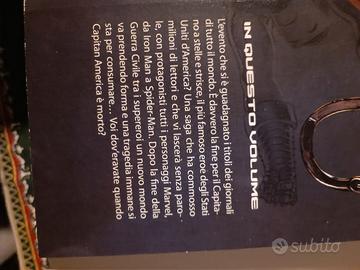 IN QUESTO VOLUME
L'evento che si è guadagnato i titoli dei giornali
di tutto il mondo. È davvero la fine per il Capita-
no a stelle e strisce, il più famoso eroe degli Stati
Uniti d'America? Una saga che ha commosso
milioni di lettori e che vi lascerà senza paro-
le, con protagonisti tutti i personaggi Marvel,
da Iron Man a Spider-Man. Dopo la fine della
Guerra Civile tra i supereroi un nuovo mondo
va prendendo forma e una tragedia immane si
sta per consumare... Voi dov'eravate quando
Capitan America è morto?
subito